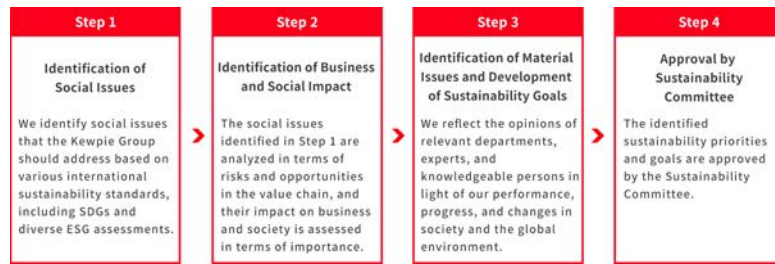 Step 1
Identification of
Social Issues
We identify social issues
that the Kewpie Group
should address based on
various international
sustainability standards,
including SDGs and
diverse ESG assessments.
Step 2
Identification of Business
and Social Impact
The social issues
identified in Step 1 are
analyzed in terms of
risks and opportunities
in the value chain, and
their impact on business
and society is assessed
in terms of importance.
Step 3
Identification of Material
Issues and Development
of Sustainability Goals
We reflect the opinions of
relevant departments,
experts, and
knowledgeable persons in
light of our performance,
progress, and changes in
society and the global
environment.
Step 4
Approval by
Sustainability
Committee
The identified
sustainability priorities
and goals are approved
by the Sustainability
Committee.